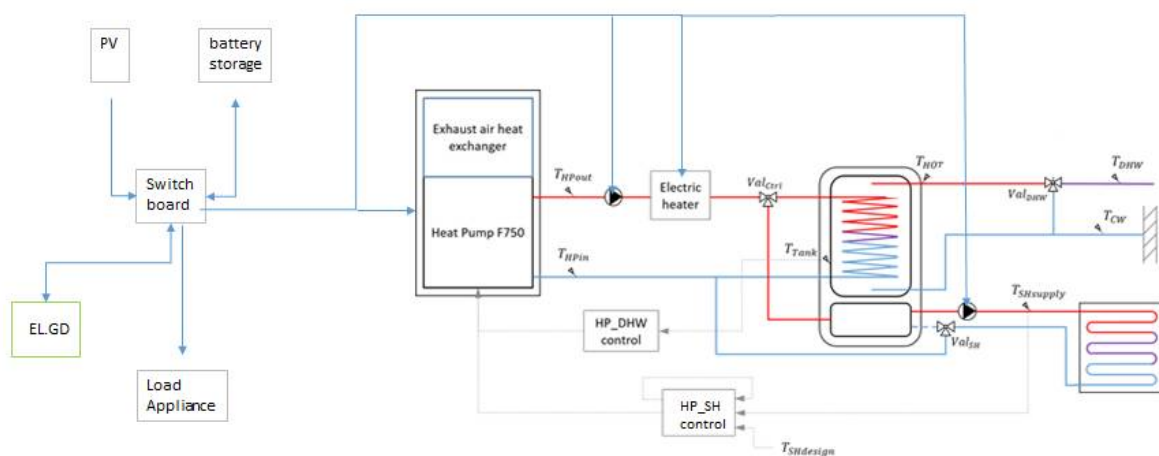 PV
battery
storage
Exhaust air heat
exchanger
Switch
board
Heat Pump F750
T_HPout
Electric
heater
Val_Ctrl
T_HOT
T_DHW
Val_DHW
T_CW
T_HPin
T_Tank
T_SHsupply
Val_SH
EL.GD
HP_DHW
control
Load
Appliance
HP_SH
control
T_SHdesign